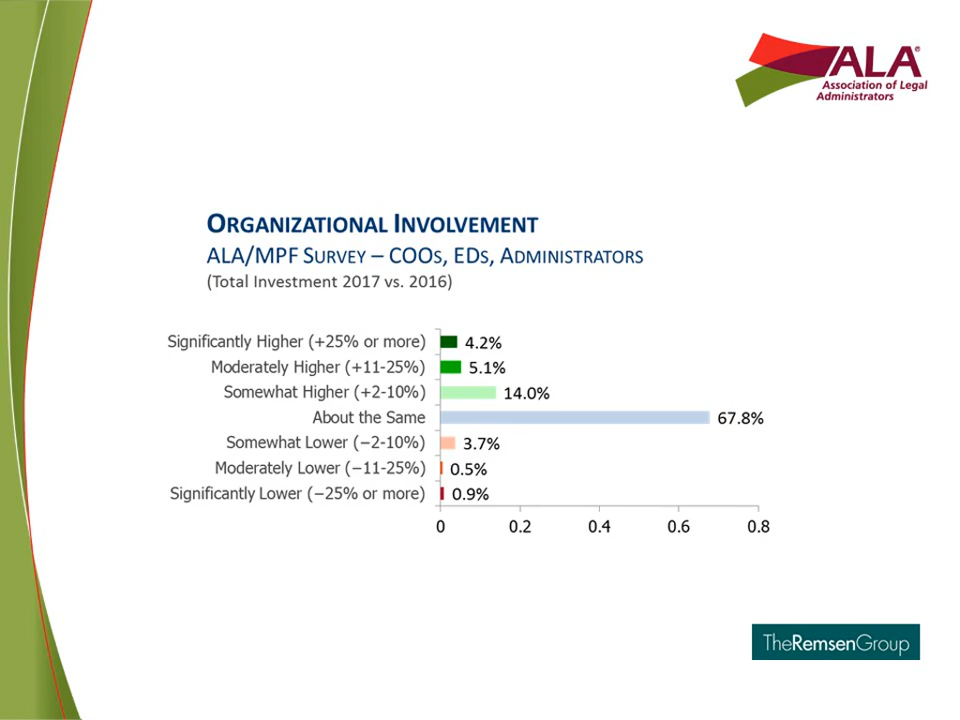 ALA®
Association of Legal
Administrators
ORGANIZATIONAL INVOLVEMENT
ALA/MPF SURVEY – COOS, EDS, ADMINISTRATORS
(Total Investment 2017 vs. 2016)
Significantly Higher (+25% or more) 4.2%
Moderately Higher (+11-25%) 5.1%
Somewhat Higher (+2-10%) 14.0%
About the Same 67.8%
Somewhat Lower (−2-10%) 3.7%
Moderately Lower (−11-25%) 0.5%
Significantly Lower (−25% or more) 0.9%
0 0.2 0.4 0.6 0.8
TheRemsenGroup